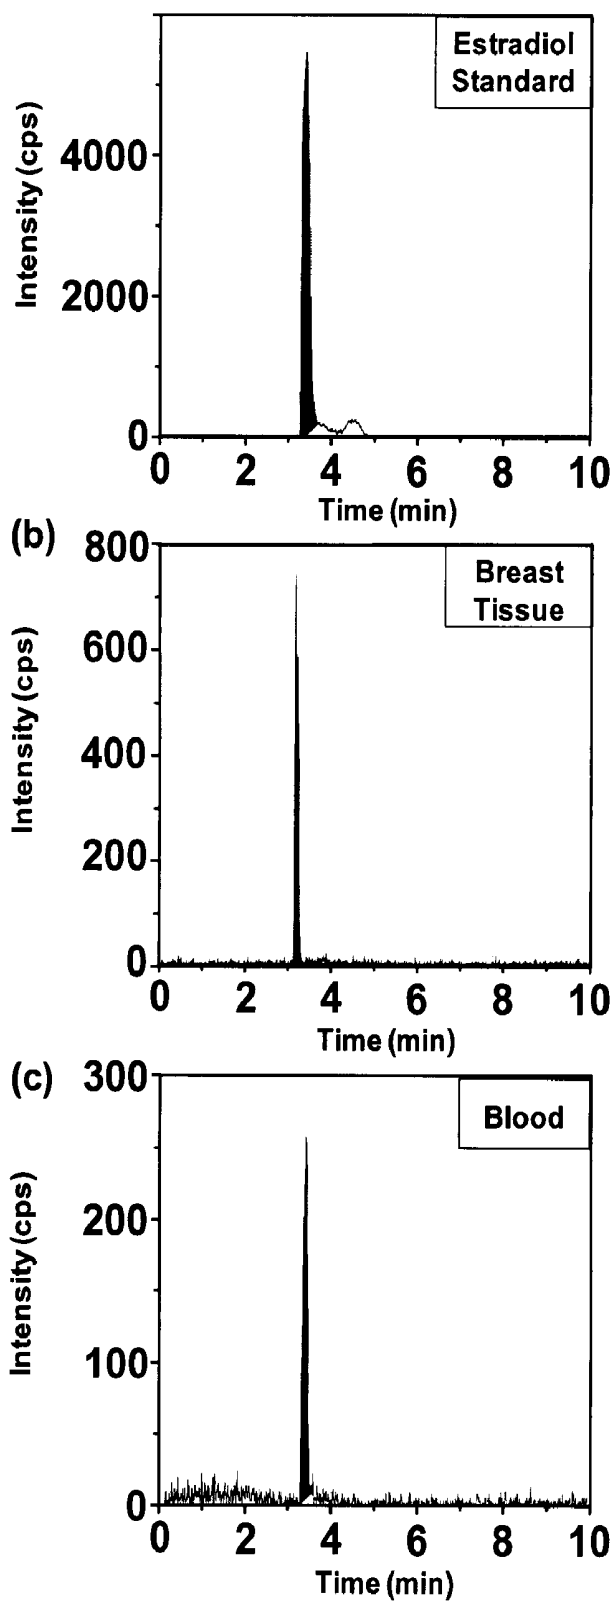 Estradiol
Standard
Intensity (cps)
4000
2000
0
0 2 4 6 8 10
Time (min)
(b)
Breast
Tissue
Intensity (cps)
800
600
400
200
0
0 2 4 6 8 10
Time (min)
(c)
Blood
Intensity (cps)
300
200
100
0
0 2 4 6 8 10
Time (min)